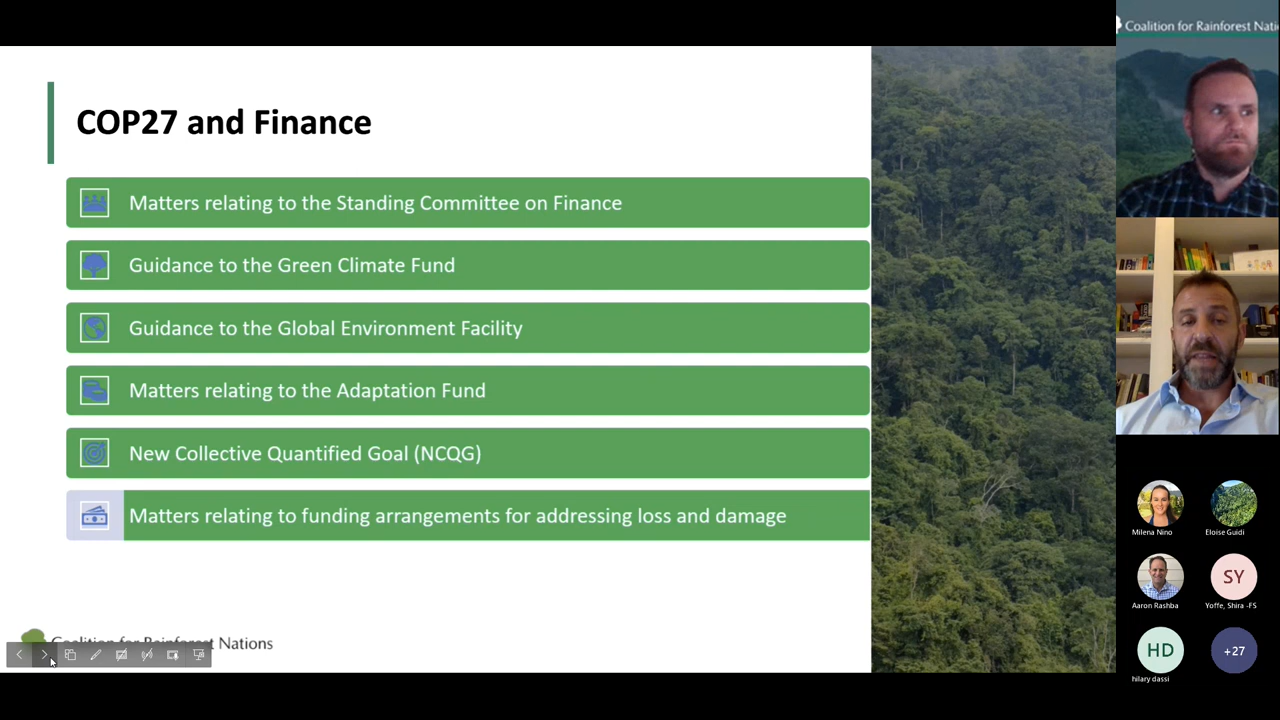 COP27 and Finance
Matters relating to the Standing Committee on Finance
Guidance to the Green Climate Fund
Guidance to the Global Environment Facility
Matters relating to the Adaptation Fund
New Collective Quantified Goal (NCQG)
Matters relating to funding arrangements for addressing loss and damage
Coalition for Rainforest Nations
Coalition for Rainforest Nati
Milena Nino
Eloise Guidi
Aaron Rashba
SY
Yoffe, Shira -FS
HD
hilary dassi
+27